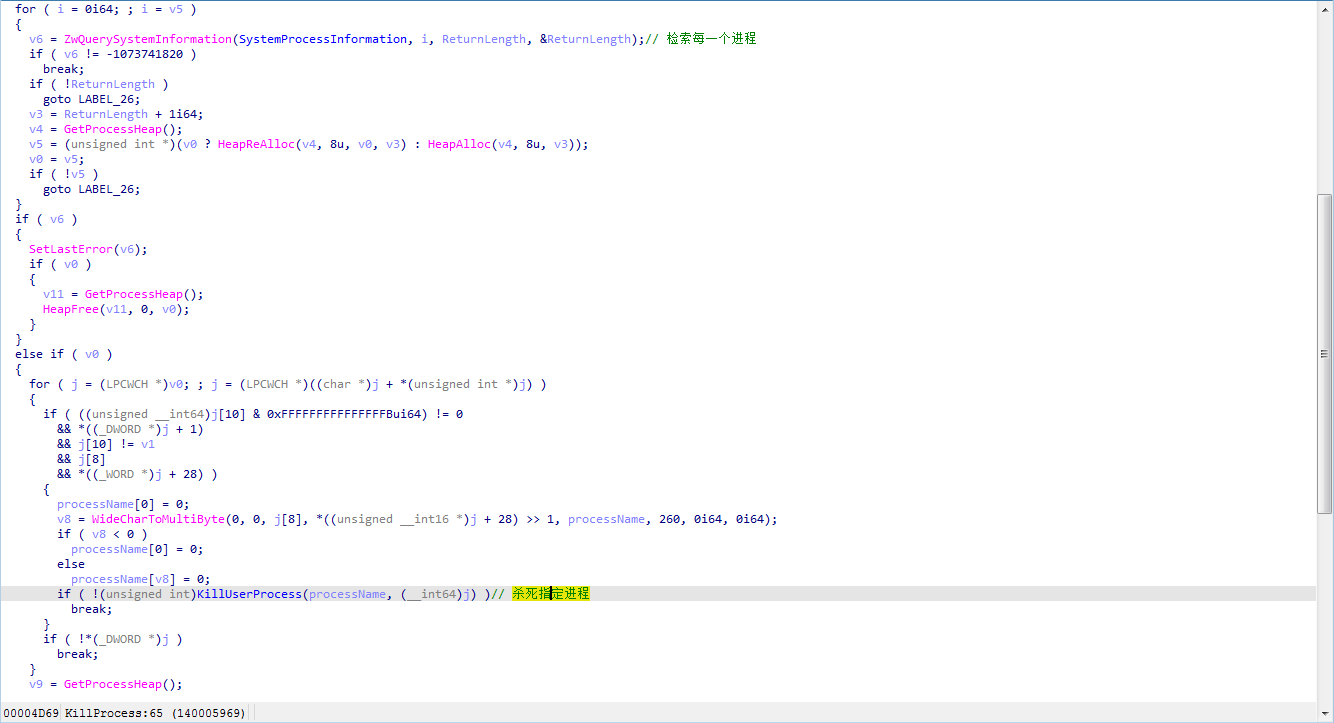 for ( i = 0i64; ; i = v5 )
{
v6 = ZwQuerySystemInformation(SystemProcessInformation, i, ReturnLength, &ReturnLength);// 检索每一个进程
if ( v6 != -1073741820 )
break;
if ( !ReturnLength )
goto LABEL_26;
v3 = ReturnLength + 1i64;
v4 = GetProcessHeap();
v5 = (unsigned int *)(v0 ? HeapReAlloc(v4, 8u, v0, v3) : HeapAlloc(v4, 8u, v3));
v0 = v5;
if ( !v5 )
goto LABEL_26;
}
if ( v6 )
{
SetLastError(v6);
if ( v0 )
{
v11 = GetProcessHeap();
HeapFree(v11, 0, v0);
}
}
else if ( v0 )
{
for ( j = (LPCWCH *)v0; ; j = (LPCWCH *)((char *)j + *(unsigned int *)j) )
{
if ( ((unsigned __int64)j[10] & 0xFFFFFFFFFFFFFFFBui64) != 0
&& *((_DWORD *)j + 1)
&& j[10] != v1
&& j[8]
&& *((_WORD *)j + 28) )
{
processName[0] = 0;
v8 = WideCharToMultiByte(0, 0, j[8], *((unsigned __int16 *)j + 28) >> 1, processName, 260, 0i64, 0i64);
if ( v8 < 0 )
processName[0] = 0;
else
processName[v8] = 0;
if ( !(unsigned int)KillUserProcess(processName, (__int64)j) )// 杀死指定进程
break;
}
if ( !*(_DWORD *)j )
break;
}
v9 = GetProcessHeap();
00004D69 KillProcess:65 (140005969)